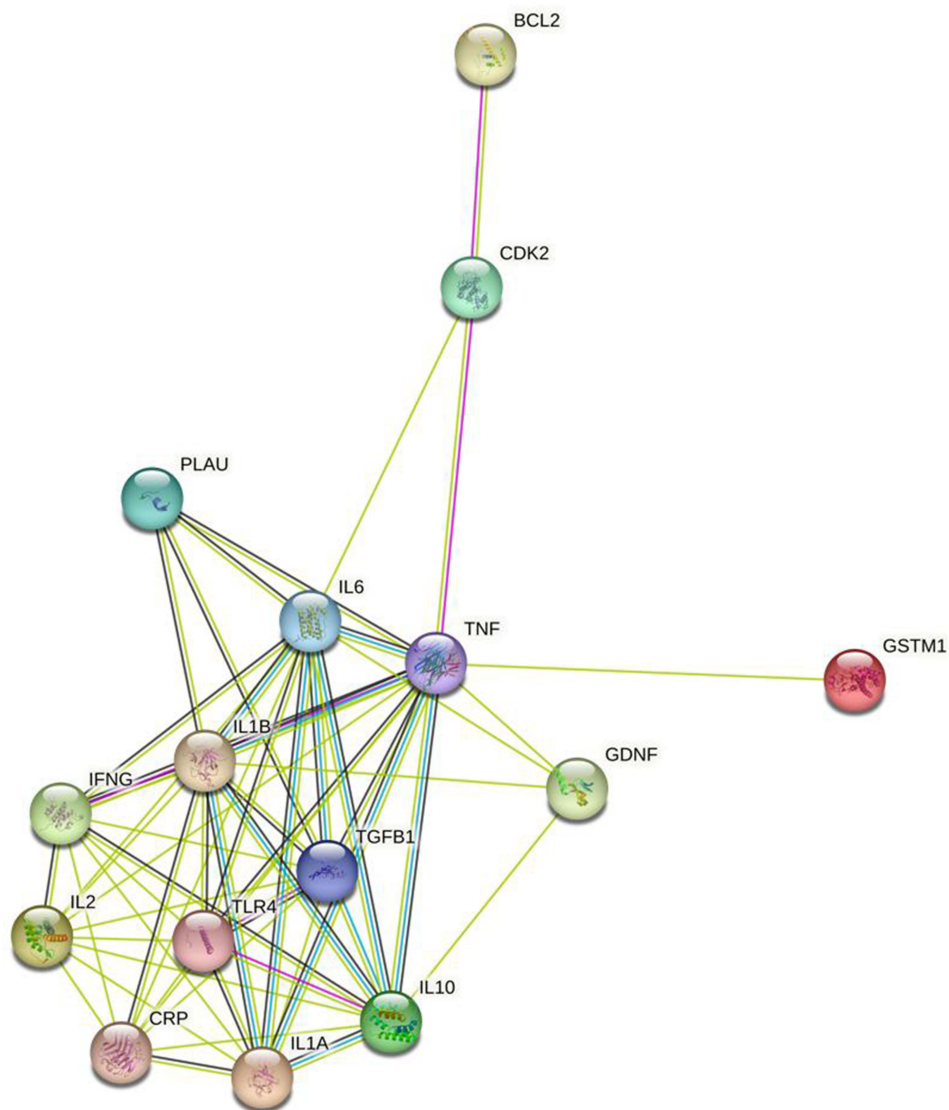 BCL2
CDK2
PLAU
IL6
TNF
GSTM1
IL1B
GDNF
IFNG
TGFB1
IL2
TLR4
IL10
CRP
IL1A